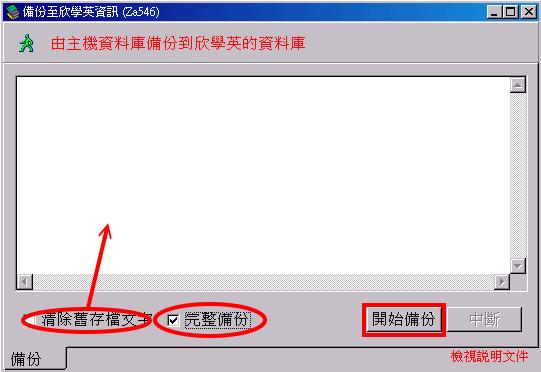 備份至欣學英資訊 (Za546)
由主機資料庫備份到欣學英的資料庫
清除舊存檔文字 完整備份 開始備份 中斷
備份 檢視説明文件